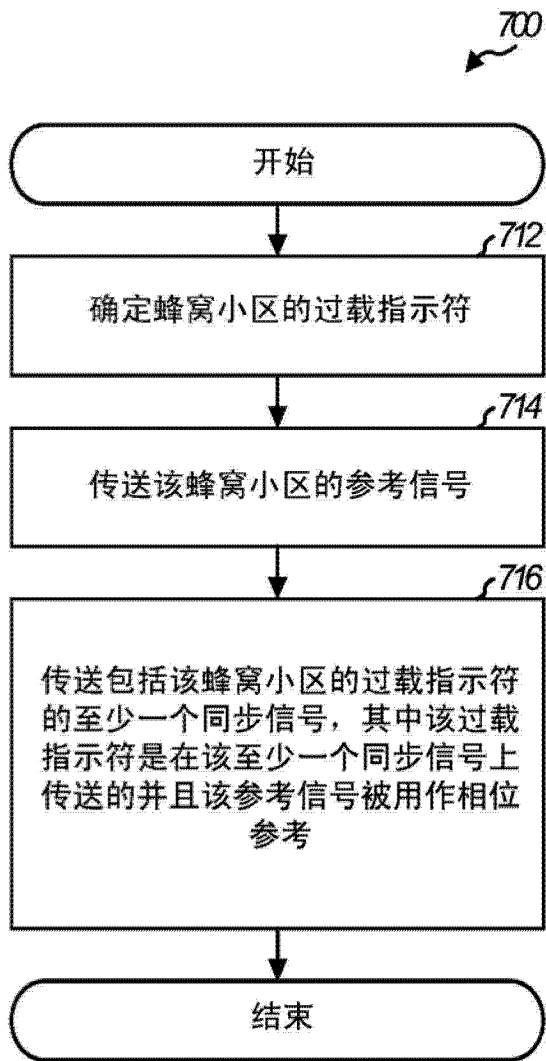 700
开始
712
确定蜂窝小区的过载指示符
714
传送该蜂窝小区的参考信号
716
传送包括该蜂窝小区的过载指示符
的至少一个同步信号，其中该过载
指示符是在该至少一个同步信号上
传送的并且该参考信号被用作相位
参考
结束